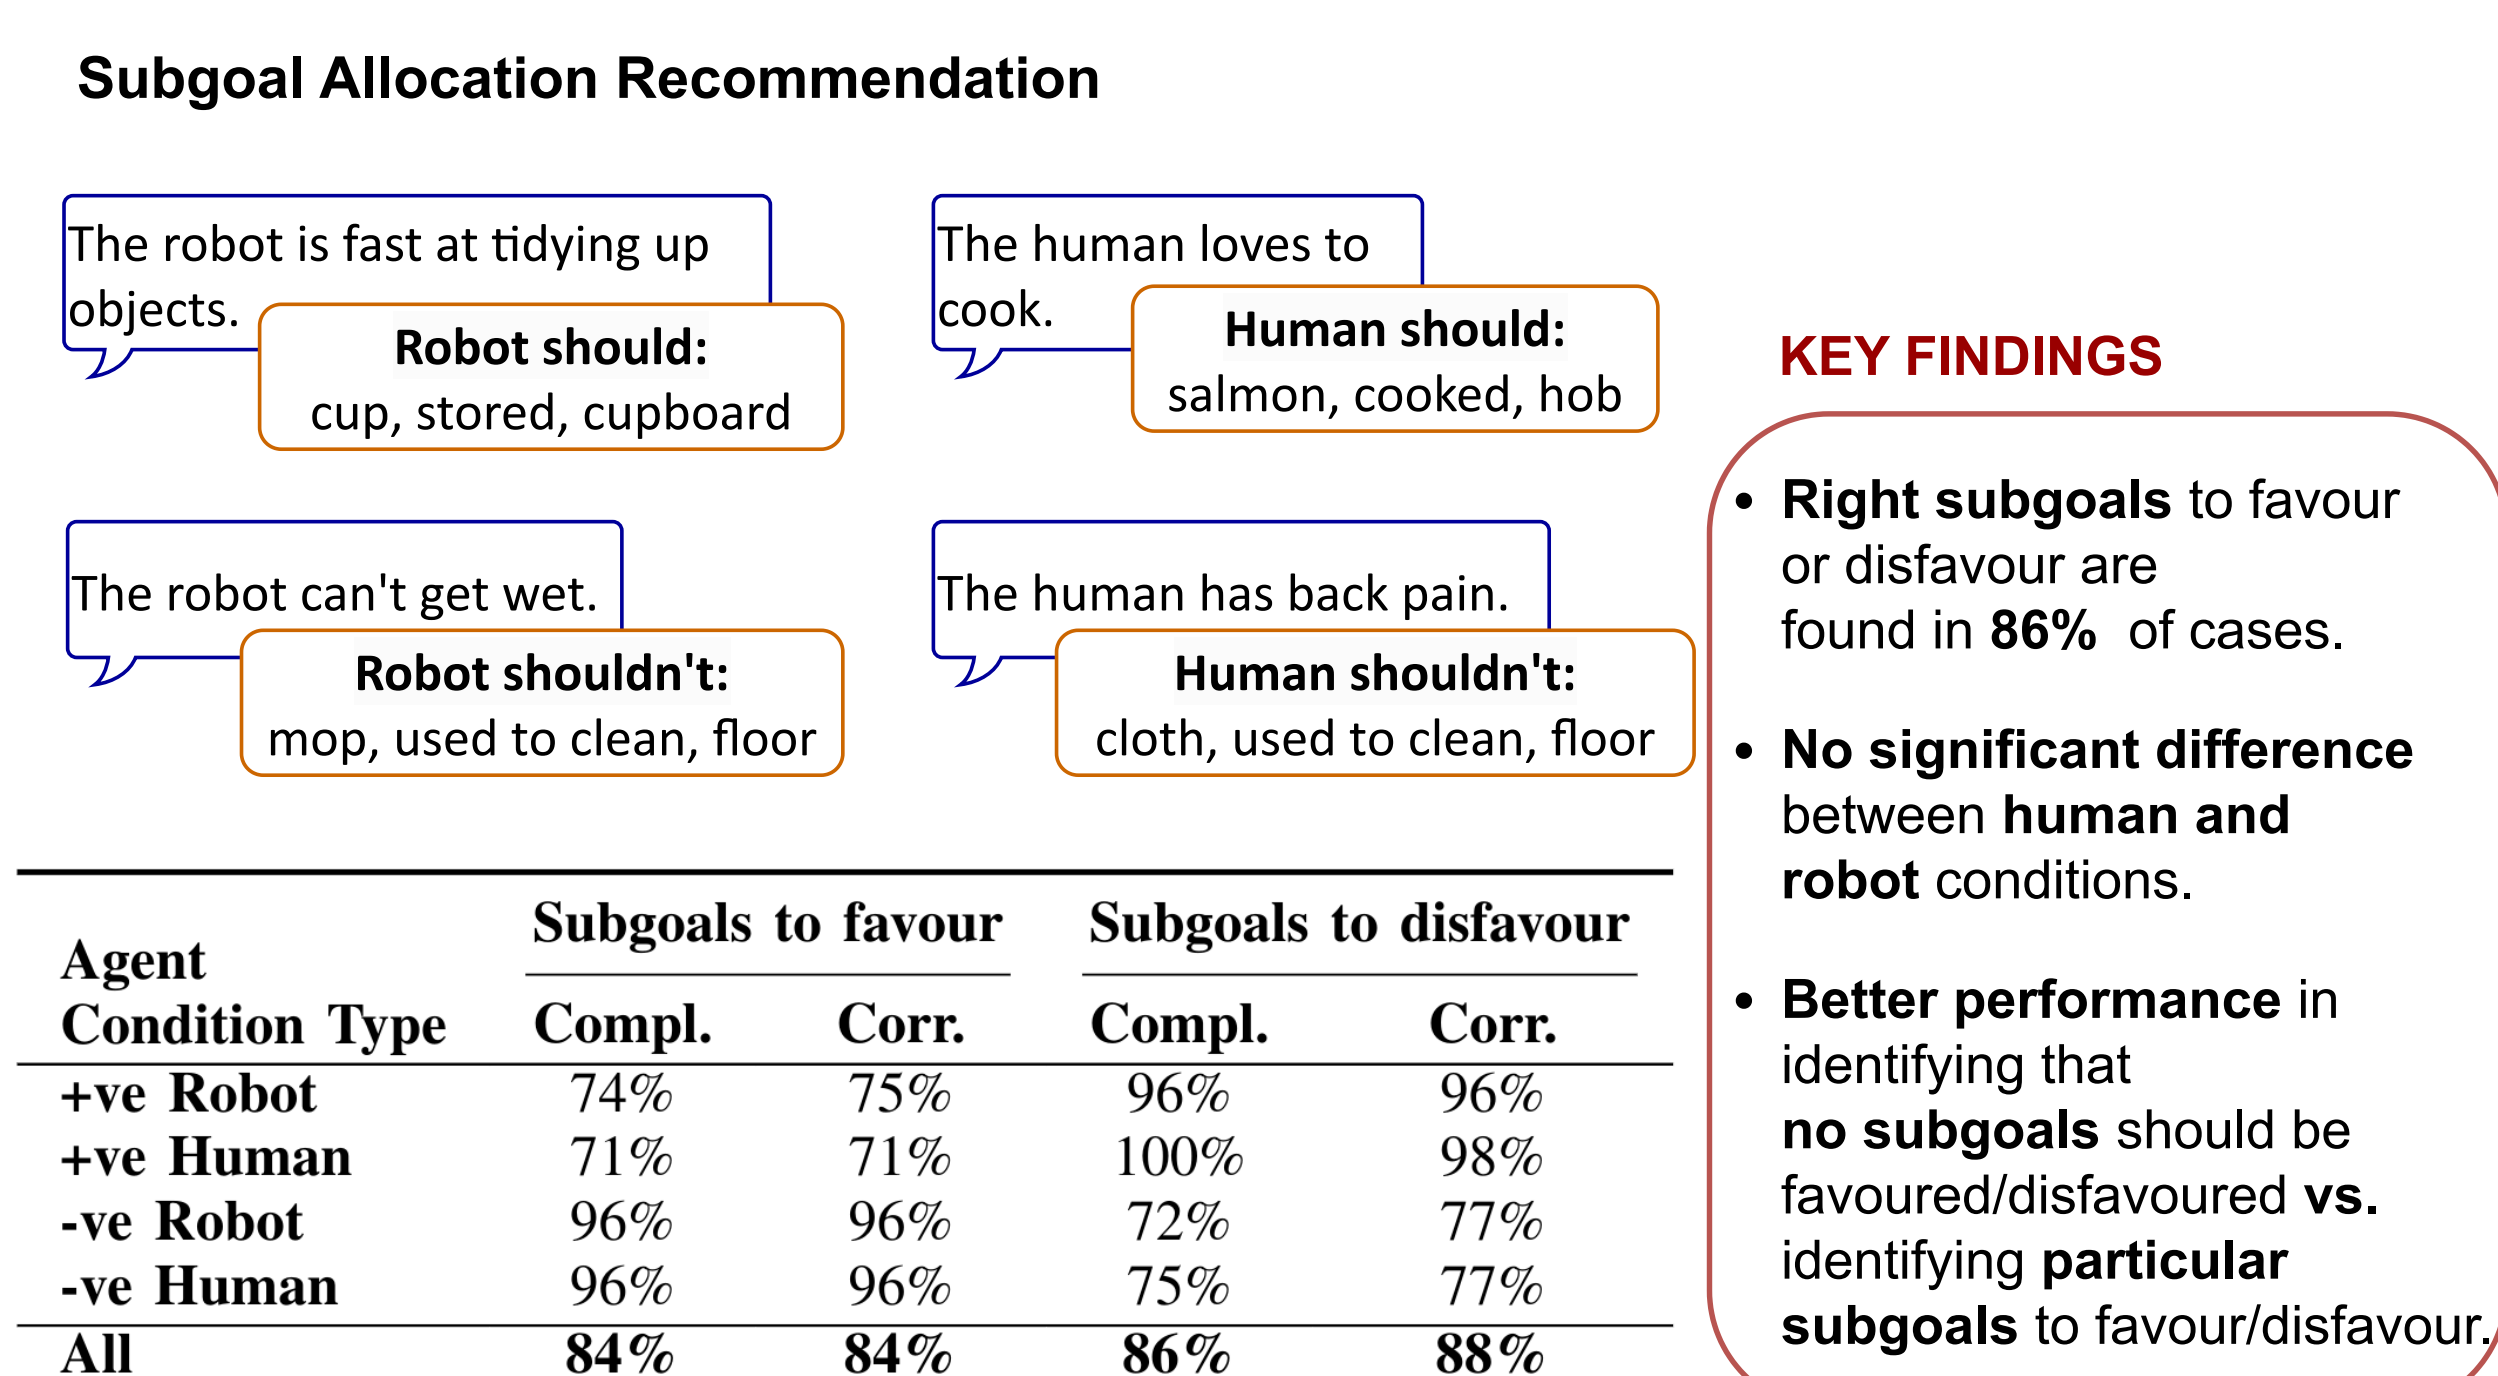 Subgoal Allocation Recommendation
The robot is fast at tidying up
objects.
Robot should:
cup, stored, cupboard
The human loves to
cook.
Human should:
salmon, cooked, hob
The robot can't get wet.
Robot shouldn't:
mop, used to clean, floor
The human has back pain.
Human shouldn't:
cloth, used to clean, floor
Agent
Condition Type
Subgoals to favour
Subgoals to disfavour
Compl. Corr. Compl. Corr.
+ve Robot 74% 75% 96% 96%
+ve Human 71% 71% 100% 98%
-ve Robot 96% 96% 72% 77%
-ve Human 96% 96% 75% 77%
All 84% 84% 86% 88%
KEY FINDINGS
• Right subgoals to favour
or disfavour are
found in 86% of cases.
• No significant difference
between human and
robot conditions.
• Better performance in
identifying that
no subgoals should be
favoured/disfavoured vs.
identifying particular
subgoals to favour/disfavour.